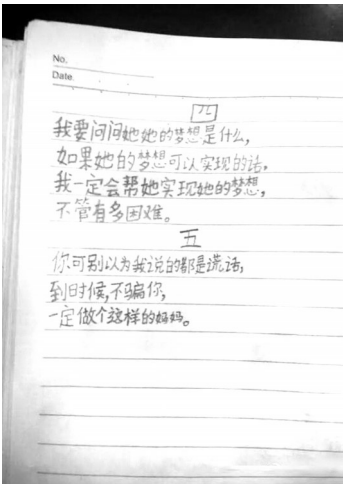 No.
Date.
四
我要问问她她的梦想是什么,
如果她的梦想可以实现的话,
我一定会帮她实现她的梦想,
不管有多困难。
五
你可别以为我说的都是谎话,
到时候,不骗你,
一定做个这样的妈妈。